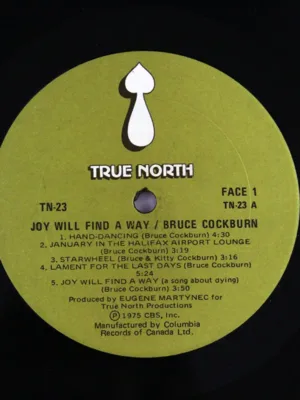 TRUE NORTH
TN-23
FACE 1
TN-23 A
JOY WILL FIND A WAY / BRUCE COCKBURN
1. HAND-DANCING (Bruce Cockburn) 4:30
2. JANUARY IN THE HALIFAX AIRPORT LOUNGE
(Bruce Cockburn) 3:19
3. STARWHEEL (Bruce & Kitty Cockburn) 3:16
4. LAMENT FOR THE LAST DAYS (Bruce Cockburn)
5:24
5. JOY WILL FIND A WAY (a song about dying)
(Bruce Cockburn) 3:50
Produced by EUGENE MARTYNEC for
True North Productions
Ⓟ 1975 CBS, Inc.
Manufactured by Columbia
Records of Canada Ltd.